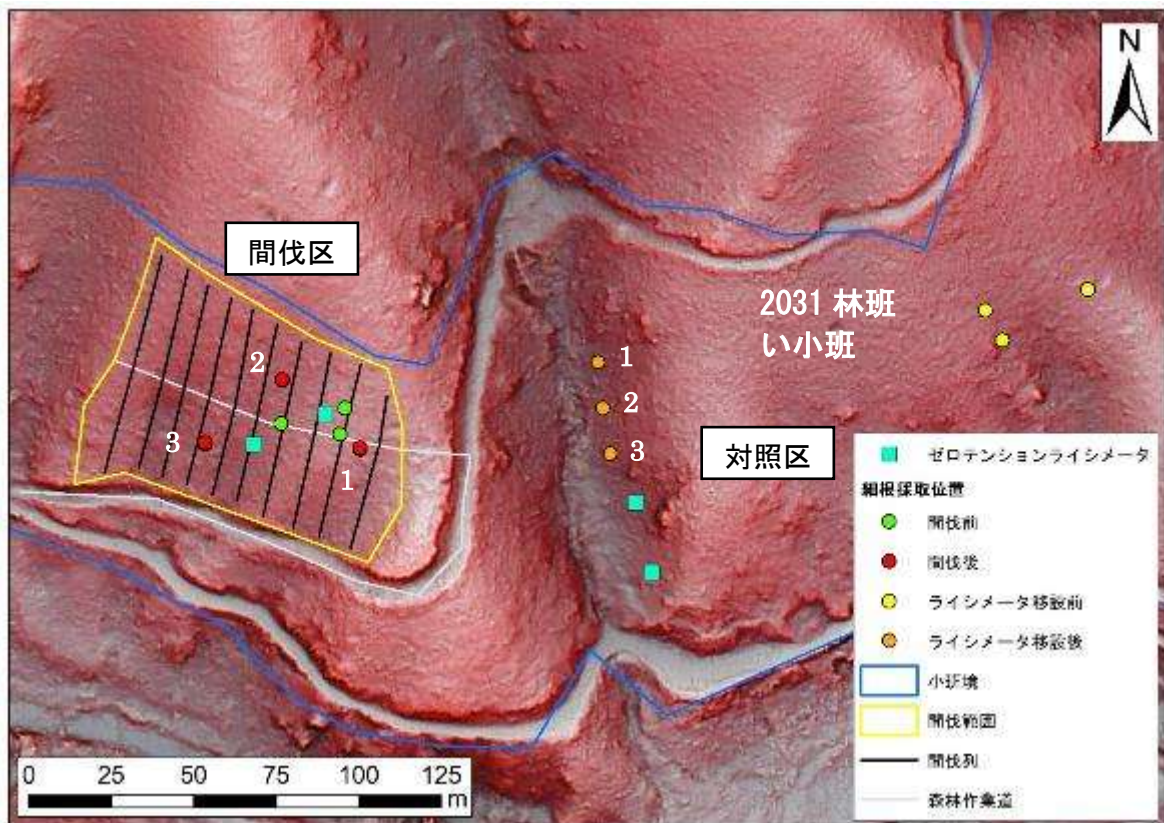 N
間伐区
2
3
1
2031 林班
い小班
1
2
3
対照区
ゼロテンションライシメータ
細根採取位置
間伐前
間伐後
ライシメータ移設前
ライシメータ移設後
小班境
間伐範囲
間伐列
森林作業道
0 25 50 75 100 125
m